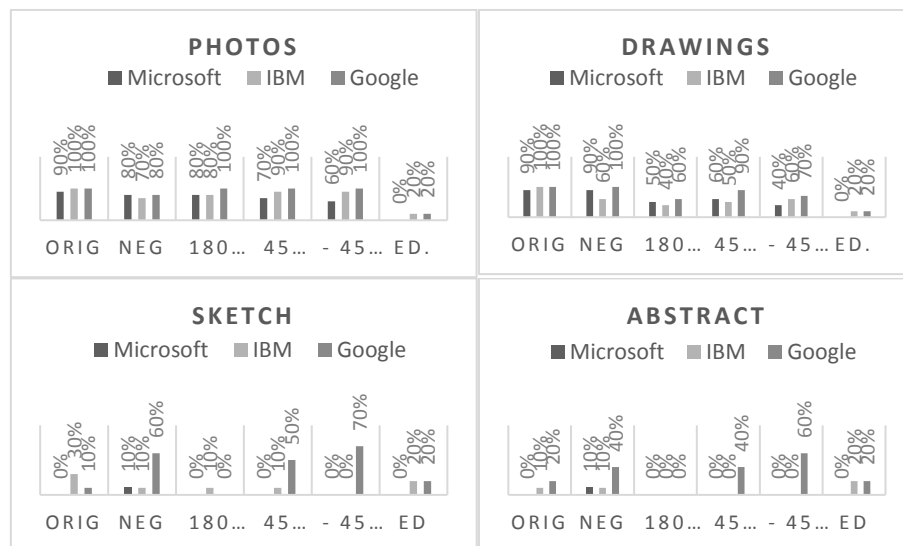 PHOTOS
Microsoft IBM Google
90% 100% 100% 80% 70% 80% 80% 80% 100% 70% 90% 100% 60% 90% 100% 0% 20% 20%
ORIG NEG 180… 45… - 45… ED.
DRAWINGS
Microsoft IBM Google
90% 100% 100% 90% 60% 100% 50% 40% 60% 60% 50% 90% 40% 60% 70% 0% 20% 20%
ORIG NEG 180… 45… - 45… ED.
SKETCH
Microsoft IBM Google
0% 30% 10% 10% 10% 60% 0% 10% 0% 0% 10% 50% 0% 0% 70% 0% 20% 20%
ORIG NEG 180… 45… - 45… ED
ABSTRACT
Microsoft IBM Google
0% 10% 20% 10% 10% 40% 0% 0% 0% 0% 0% 40% 0% 0% 60% 0% 20% 20%
ORIG NEG 180… 45… - 45… ED